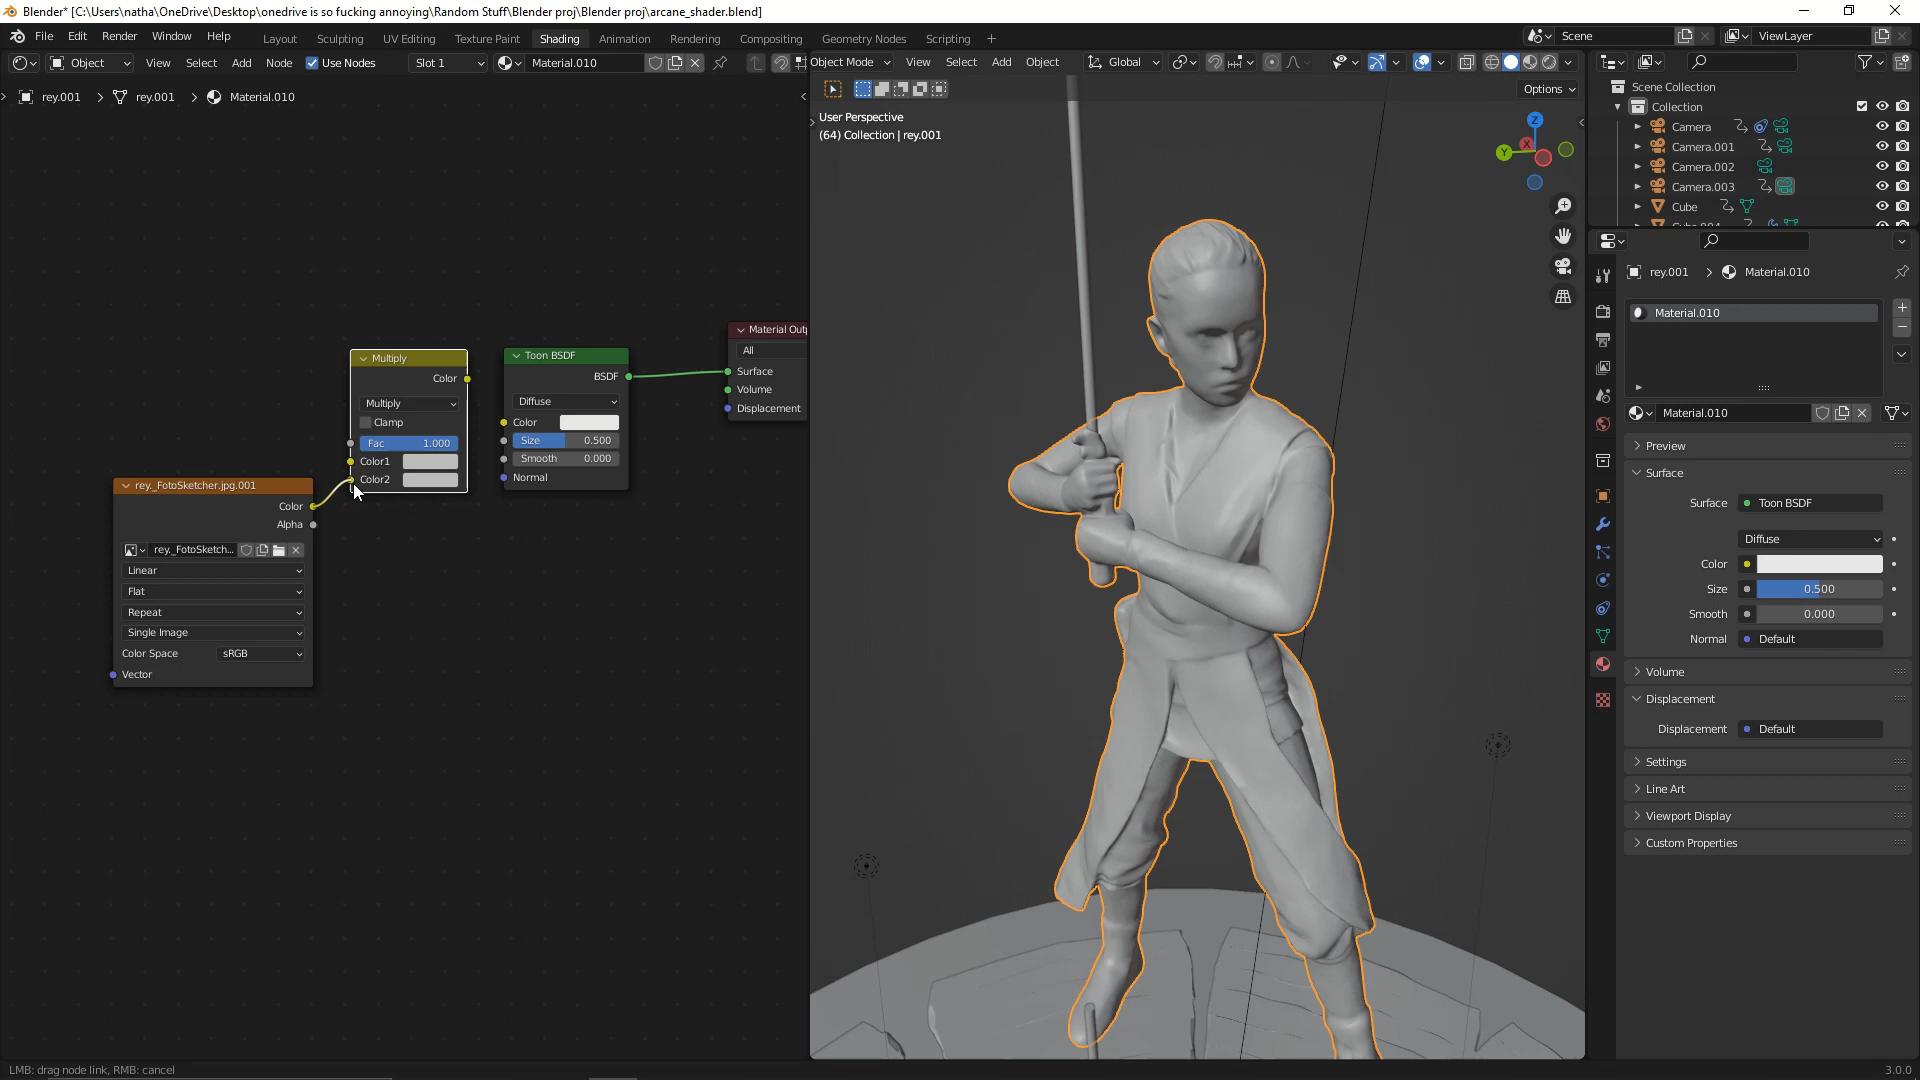 Blender* [C:\Users\natha\OneDrive\Desktop\onedrive is so fucking annoying\Random Stuff\Blender proj\Blender proj\arcane_shader.blend]
File Edit Render Window Help Layout Sculpting UV Editing Texture Paint Shading Animation Rendering Compositing Geometry Nodes Scripting + Scene ViewLayer
Object View Select Add Node Use Nodes Slot 1 Material.010
Object Mode View Select Add Object Global
rey.001 > rey.001 > Material.010
Options
User Perspective
(64) Collection | rey.001
Z
Y
X
Scene Collection
Collection
Camera
Camera.001
Camera.002
Camera.003
Cube
rey.001 > Material.010
Material.010
Material.010
Preview
Surface
Surface Toon BSDF
Diffuse
Color
Size 0.500
Smooth 0.000
Normal Default
Volume
Displacement
Displacement Default
Settings
Line Art
Viewport Display
Custom Properties
Multiply
Color
Multiply
Clamp
Fac 1.000
Color1
Color2
Toon BSDF
BSDF
Diffuse
Color
Size 0.500
Smooth 0.000
Normal
Material Outp
All
Surface
Volume
Displacement
rey._FotoSketcher.jpg.001
Color
Alpha
rey._FotoSketch...
Linear
Flat
Repeat
Single Image
Color Space sRGB
Vector
LMB: drag node link, RMB: cancel
3.0.0